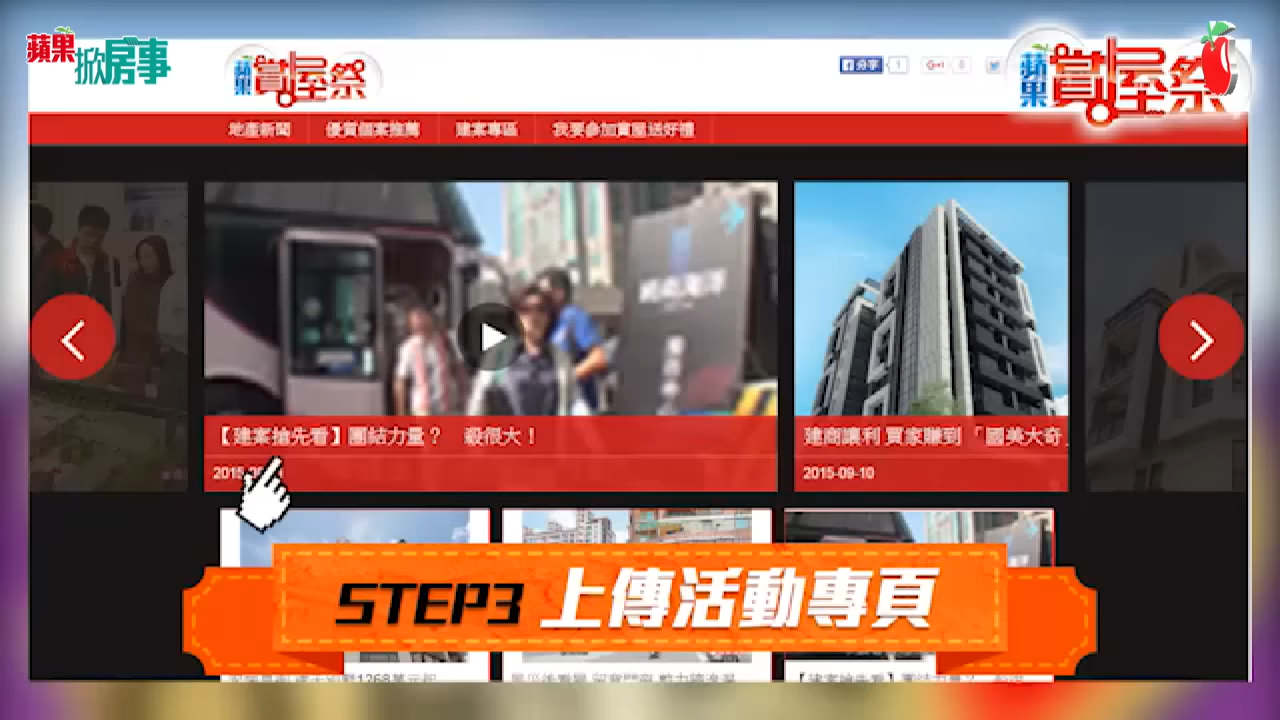 蘋果
掀房事
蘋果
賞屋祭
分享
1
G+1
0
蘋果
賞屋祭
地產新聞
優質個案推薦
建案專區
我要參加賞屋送好禮
【建案搶先看】團結力量？ 殺很大！
建商讓利 買家賺到 「國美大奇
2015-09-10
STEP3 上傳活動專頁